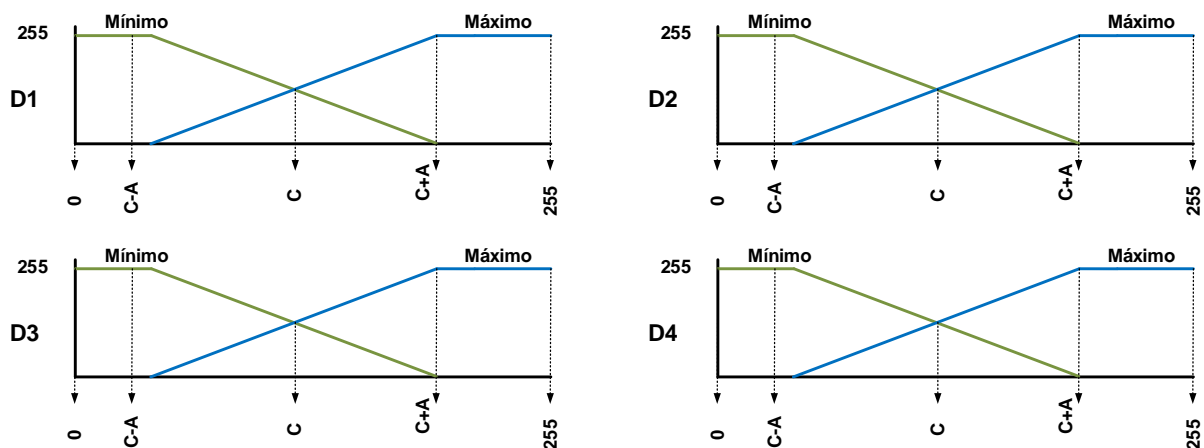 Mínimo Máximo
255
D1
0 C-A C C+A 255
Mínimo Máximo
255
D2
0 C-A C C+A 255
Mínimo Máximo
255
D3
0 C-A C C+A 255
Mínimo Máximo
255
D4
0 C-A C C+A 255